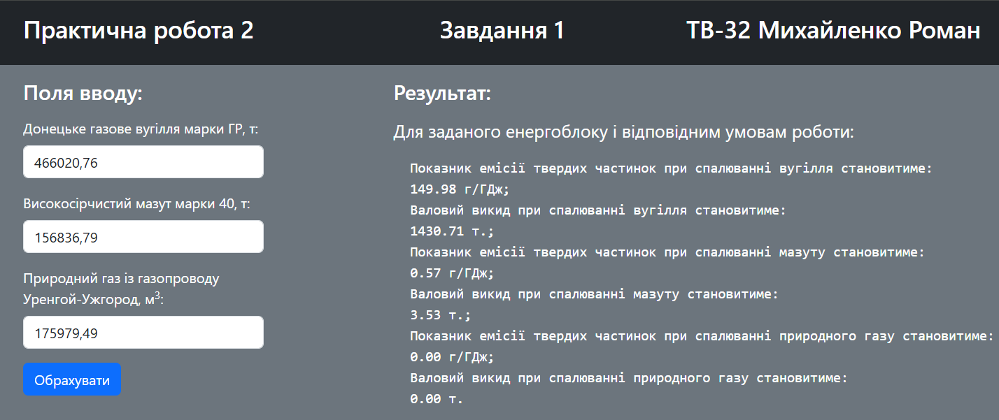 Практична робота 2
Завдання 1
ТВ-32 Михайленко Роман
Поля вводу:
Донецьке газове вугілля марки ГР, т:
466020,76
Високосірчистий мазут марки 40, т:
156836,79
Природний газ із газопроводу
Уренгой-Ужгород, м³:
175979,49
Обрахувати
Результат:
Для заданого енергоблоку і відповідним умовам роботи:
Показник емісії твердих частинок при спалюванні вугілля становитиме:
149.98 г/ГДж;
Валовий викид при спалюванні вугілля становитиме:
1430.71 т.;
Показник емісії твердих частинок при спалюванні мазуту становитиме:
0.57 г/ГДж;
Валовий викид при спалюванні мазуту становитиме:
3.53 т.;
Показник емісії твердих частинок при спалюванні природного газу становитиме:
0.00 г/ГДж;
Валовий викид при спалюванні природного газу становитиме:
0.00 т.